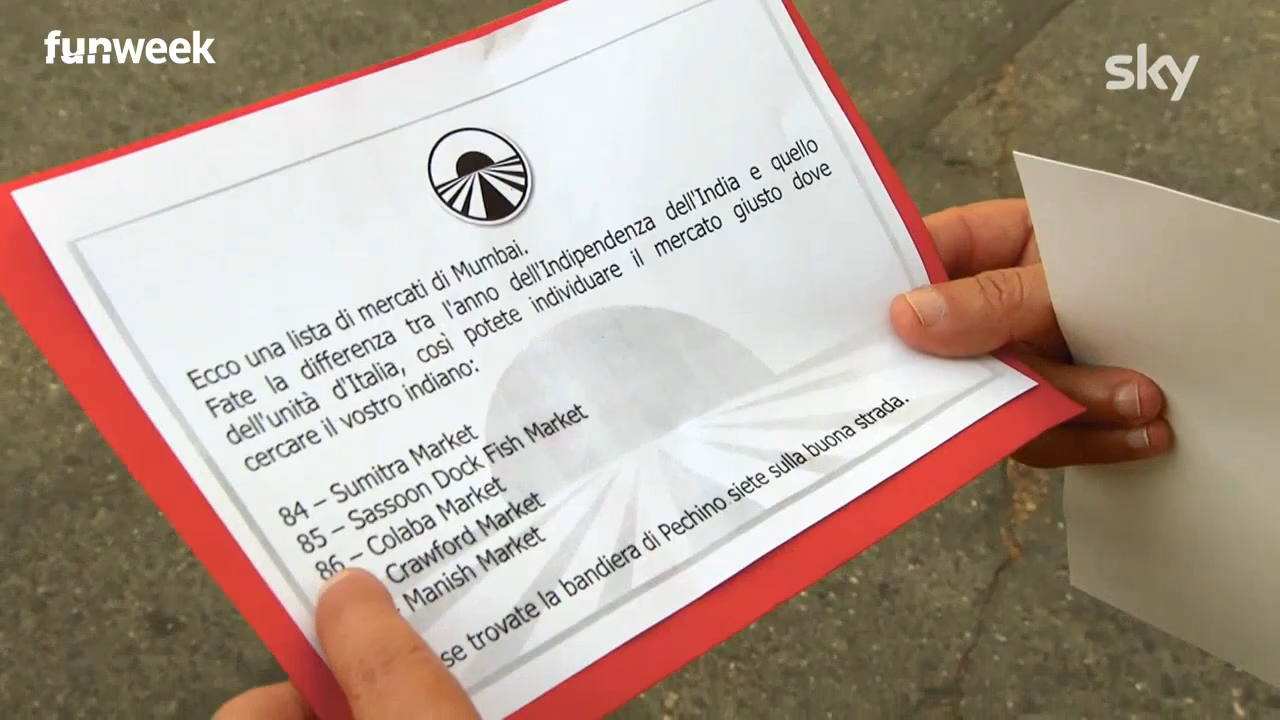 funweek
sky
Ecco una lista di mercati di Mumbai.
Fate la differenza tra l'anno dell'Indipendenza dell'India e quello
dell'unità d'Italia, così potete individuare il mercato giusto dove
cercare il vostro indiano:
84 – Sumitra Market
85 – Sassoon Dock Fish Market
86 – Colaba Market
Crawford Market
- Manish Market
se trovate la bandiera di Pechino siete sulla buona strada.